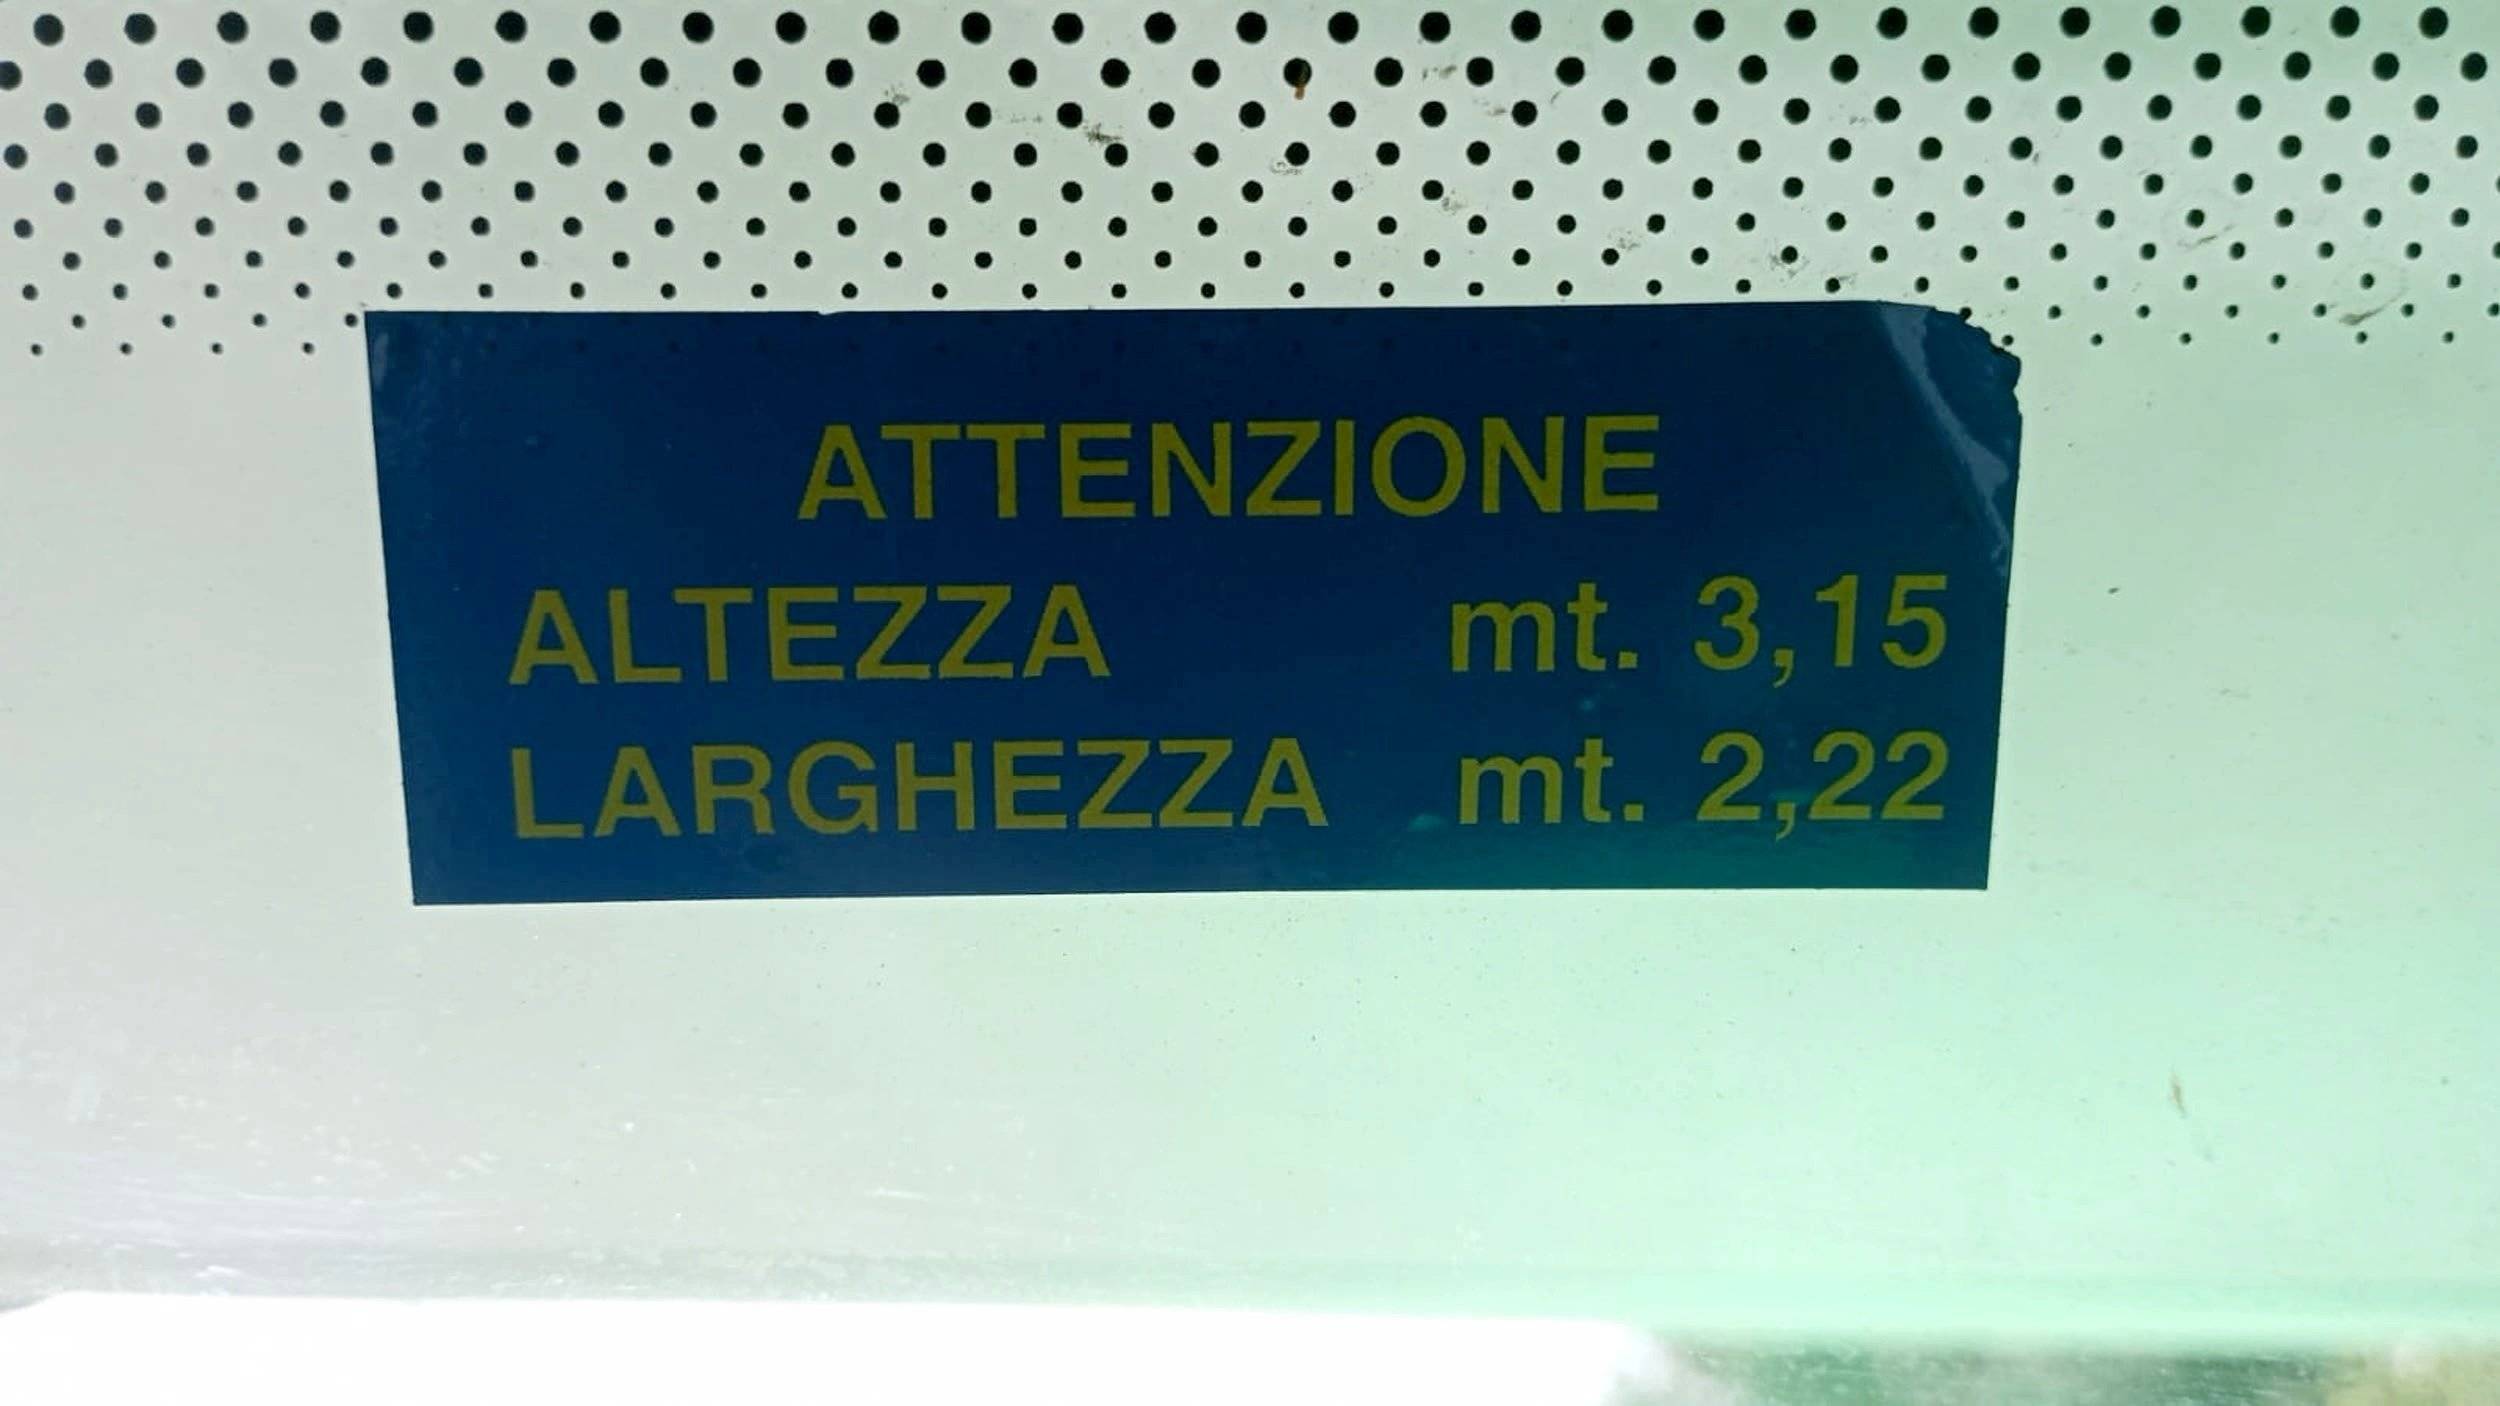 ATTENZIONE
ALTEZZA mt. 3,15
LARGHEZZA mt. 2,22